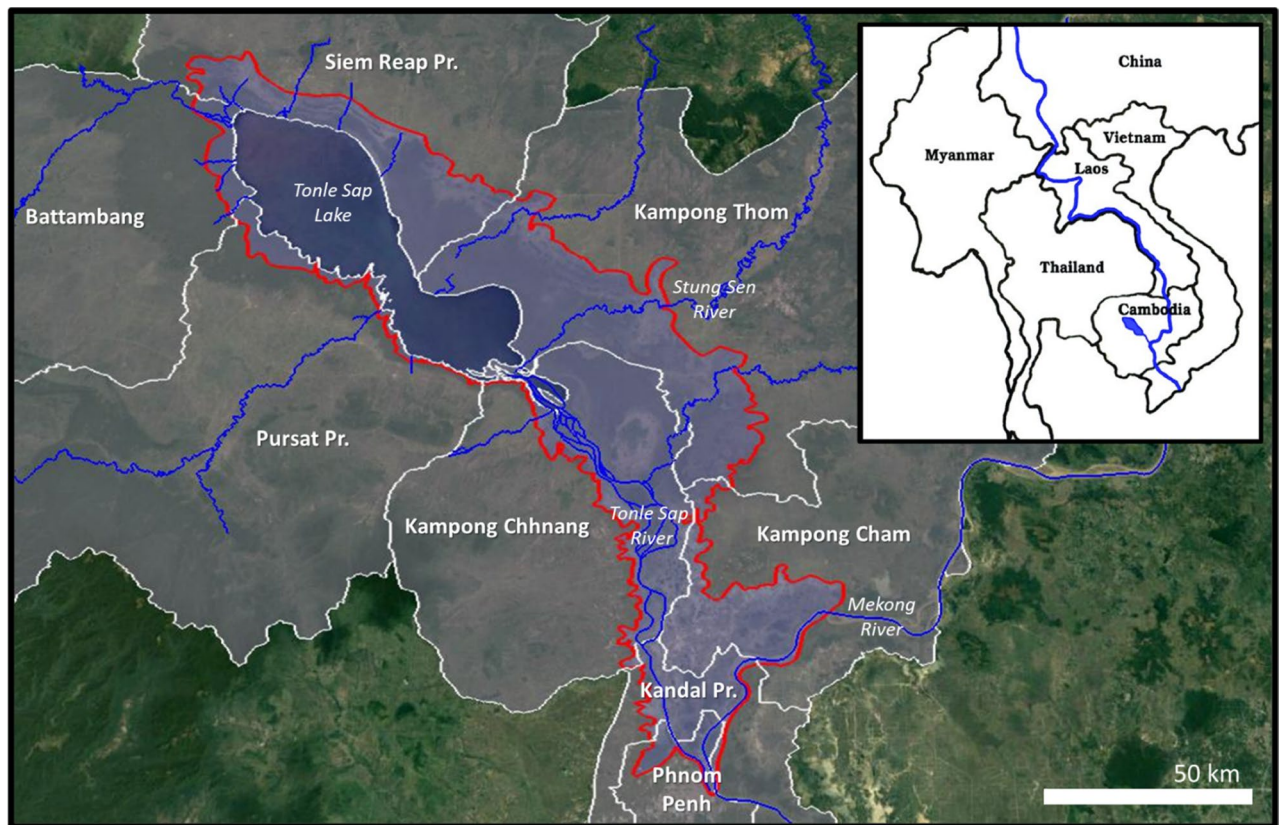 Siem Reap Pr.
China
Vietnam
Myanmar
Laos
Tonle Sap
Lake
Battambang
Kampong Thom
Thailand
Stung Sen
River
Cambodia
Pursat Pr.
Kampong Chhnang
Tonle Sap
River
Kampong Cham
Mekong
River
Kandal Pr.
Phnom
Penh
50 km